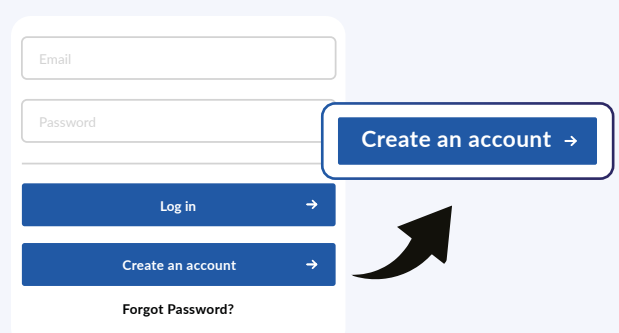 Email
Password
Create an account
Log in
Create an account
Forgot Password?